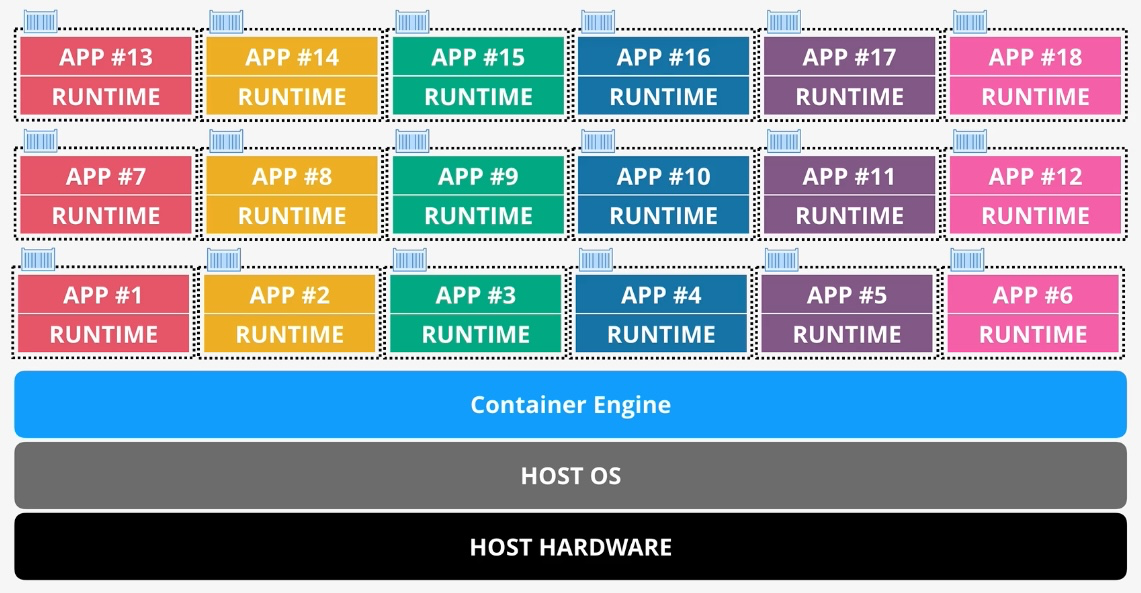 APP #13 APP #14 APP #15 APP #16 APP #17 APP #18
RUNTIME RUNTIME RUNTIME RUNTIME RUNTIME RUNTIME
APP #7 APP #8 APP #9 APP #10 APP #11 APP #12
RUNTIME RUNTIME RUNTIME RUNTIME RUNTIME RUNTIME
APP #1 APP #2 APP #3 APP #4 APP #5 APP #6
RUNTIME RUNTIME RUNTIME RUNTIME RUNTIME RUNTIME
Container Engine
HOST OS
HOST HARDWARE